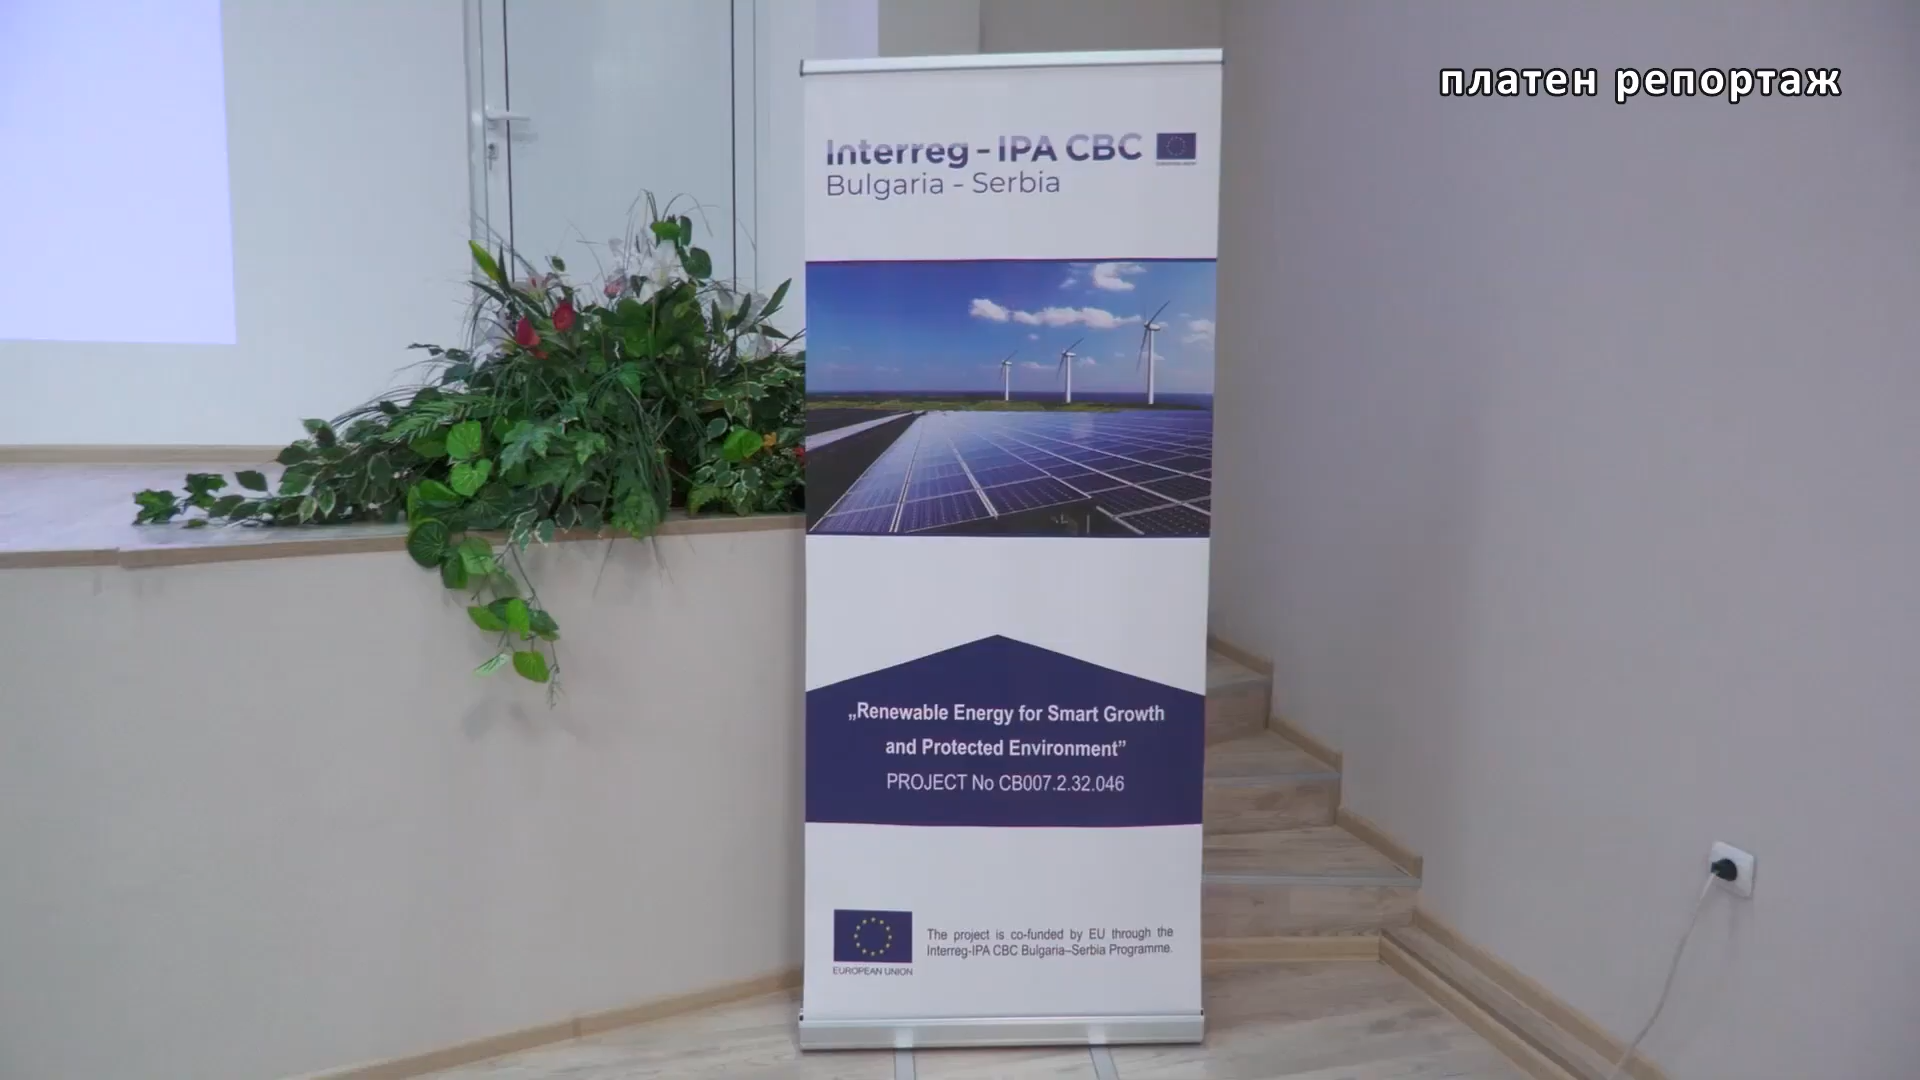 платен репортаж
Interreg - IPA CBC
Bulgaria - Serbia
„Renewable Energy for Smart Growth
and Protected Environment”
PROJECT No CB007.2.32.046
The project is co-funded by EU through the
Interreg-IPA CBC Bulgaria–Serbia Programme.
EUROPEAN UNION